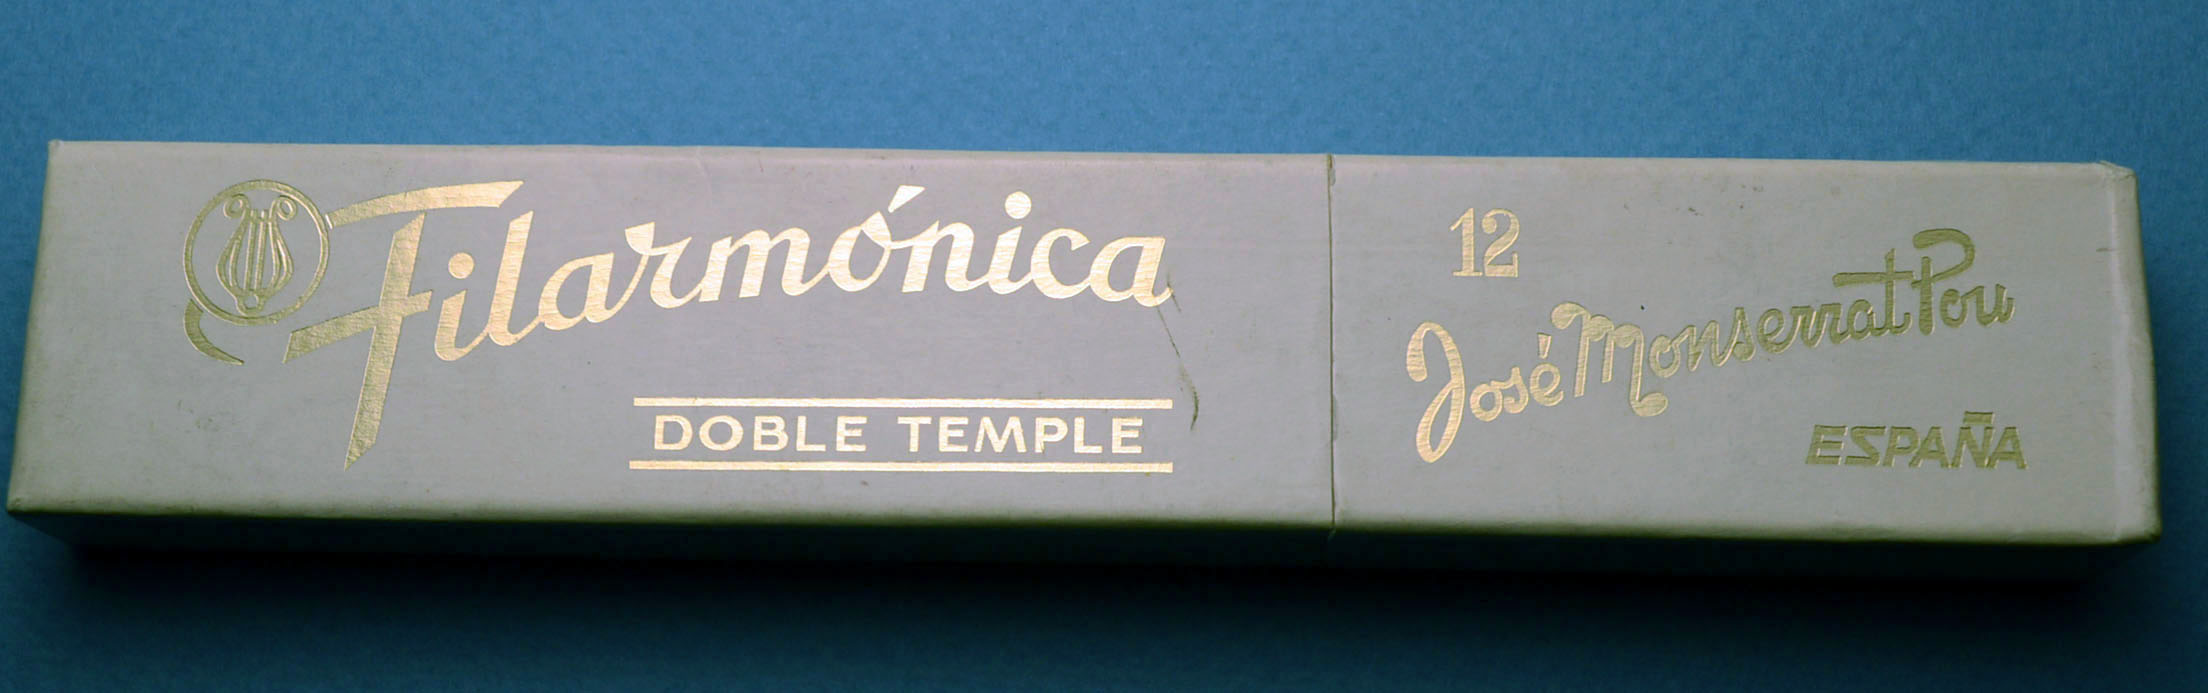 Filarmónica
DOBLE TEMPLE
12
José Monserrat Pou
ESPAÑA